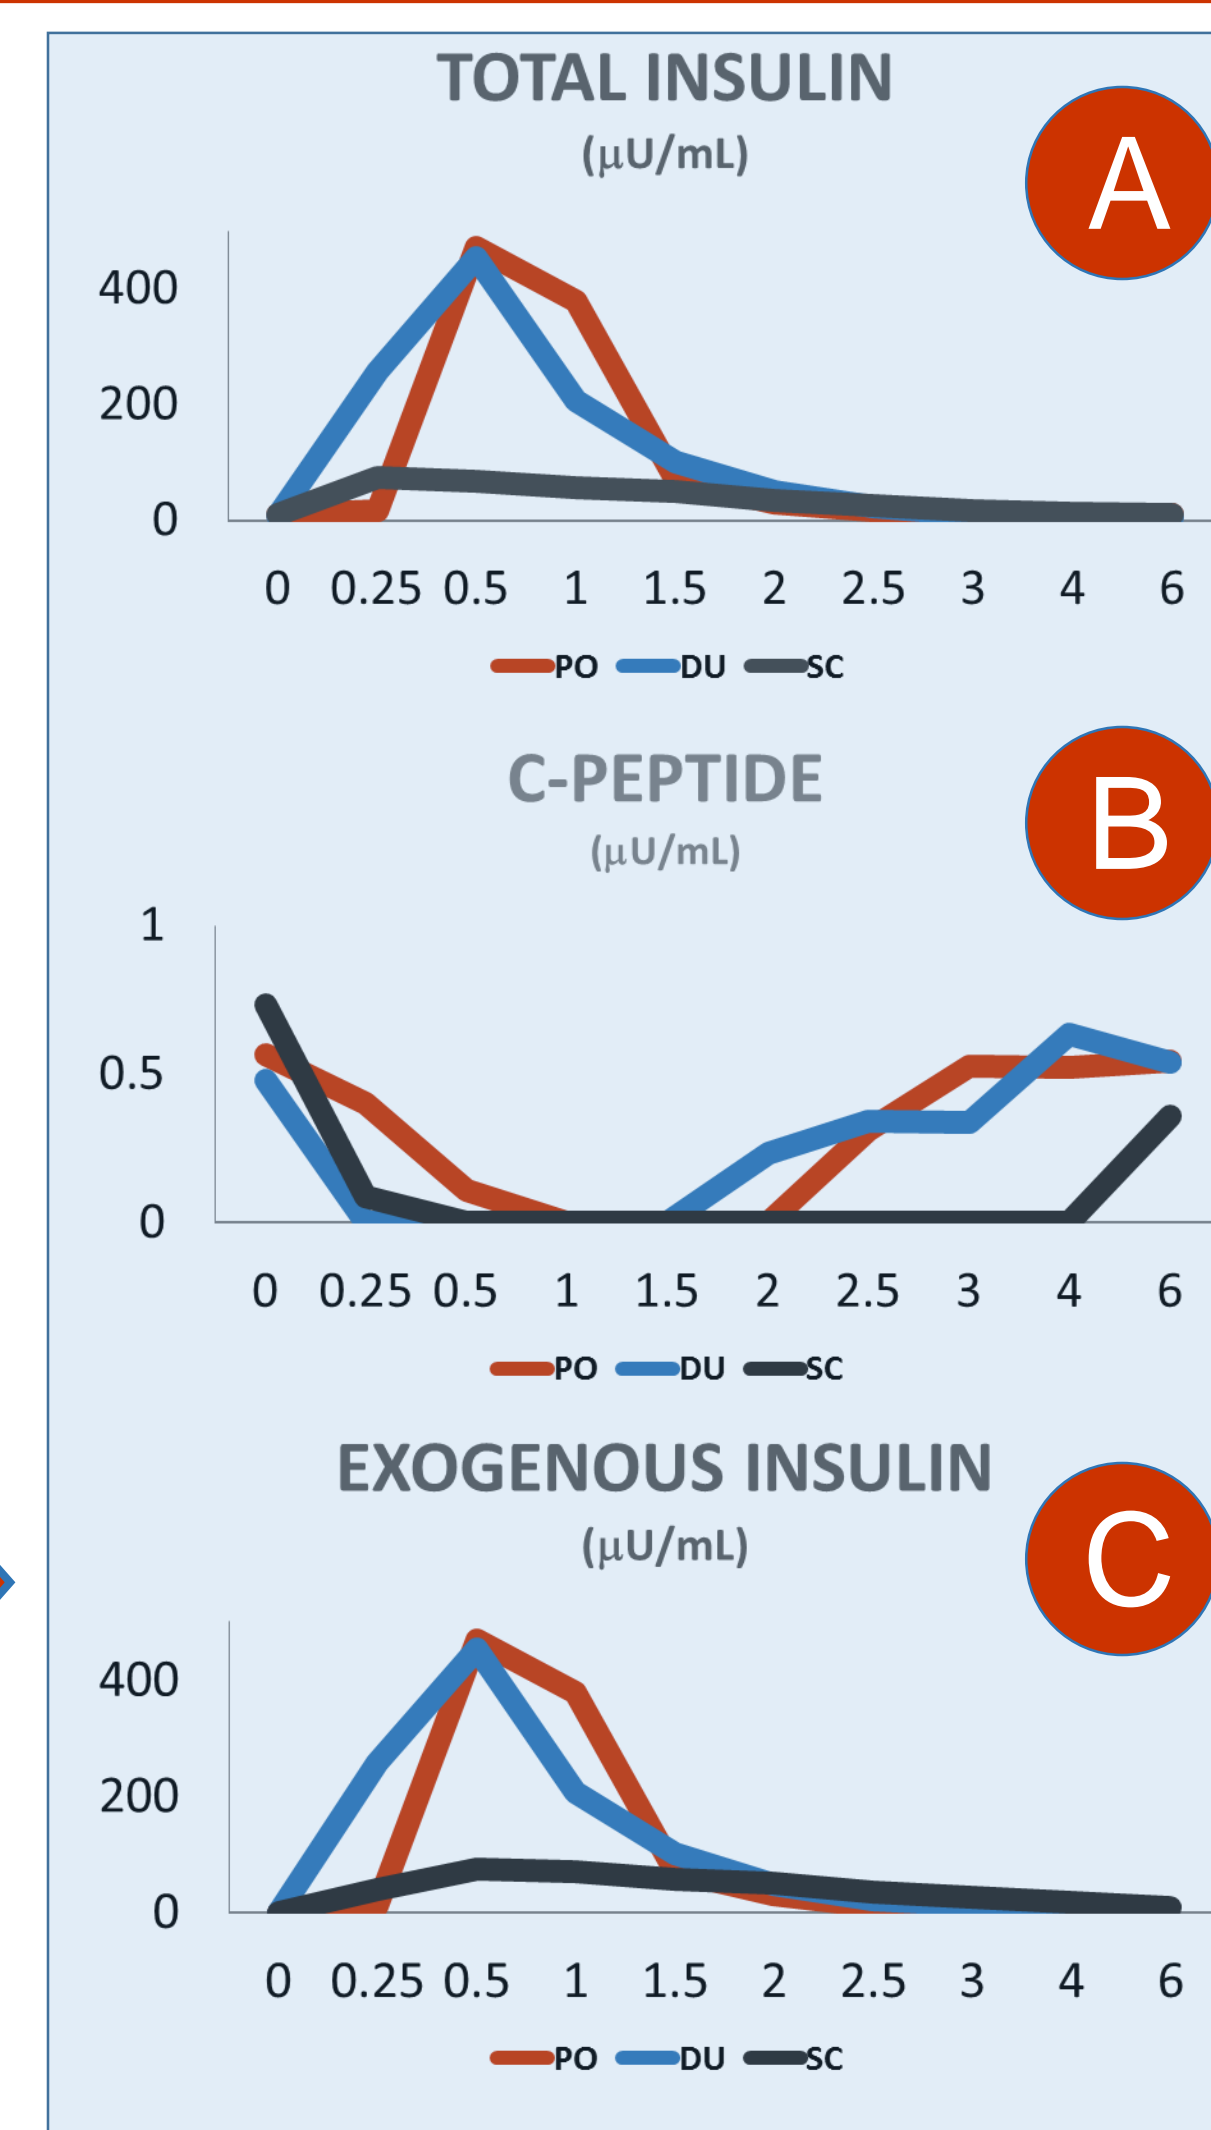 TOTAL INSULIN
(µU/mL)
A
400
200
0
0 0.25 0.5 1 1.5 2 2.5 3 4 6
PO DU SC
C-PEPTIDE
(µU/mL)
B
1
0.5
0
0 0.25 0.5 1 1.5 2 2.5 3 4 6
PO DU SC
EXOGENOUS INSULIN
(µU/mL)
C
400
200
0
0 0.25 0.5 1 1.5 2 2.5 3 4 6
PO DU SC